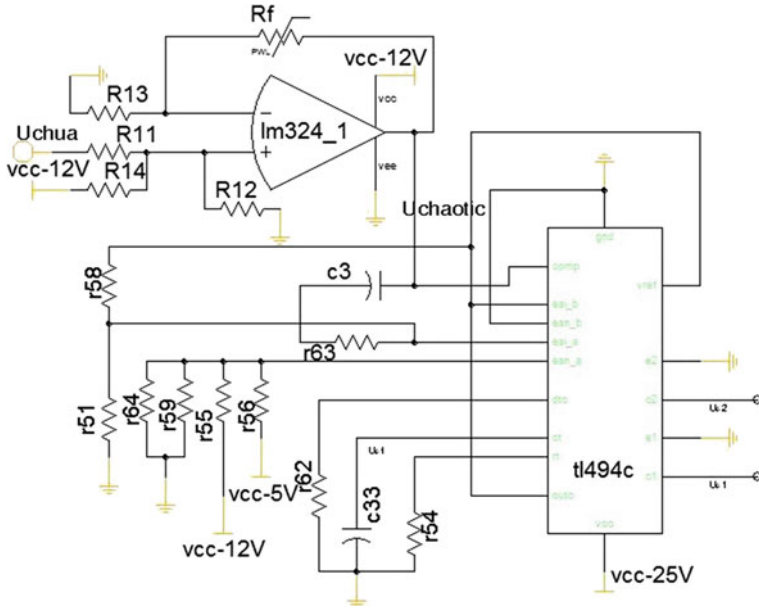 Rf
PWL
vcc-12V
R13
vcc
lm324_1
Uchua
R11
vcc-12V
vee
R14
R12
Uchaotic
gnd
r58
c3
comp
vref
r63
r51
r64
r59
r55
r56
e2
dtc
c2
ct
e1
rt
tl494c
c1
vcc-5V
r62
c33
r54
vcc-12V
vcc-25V